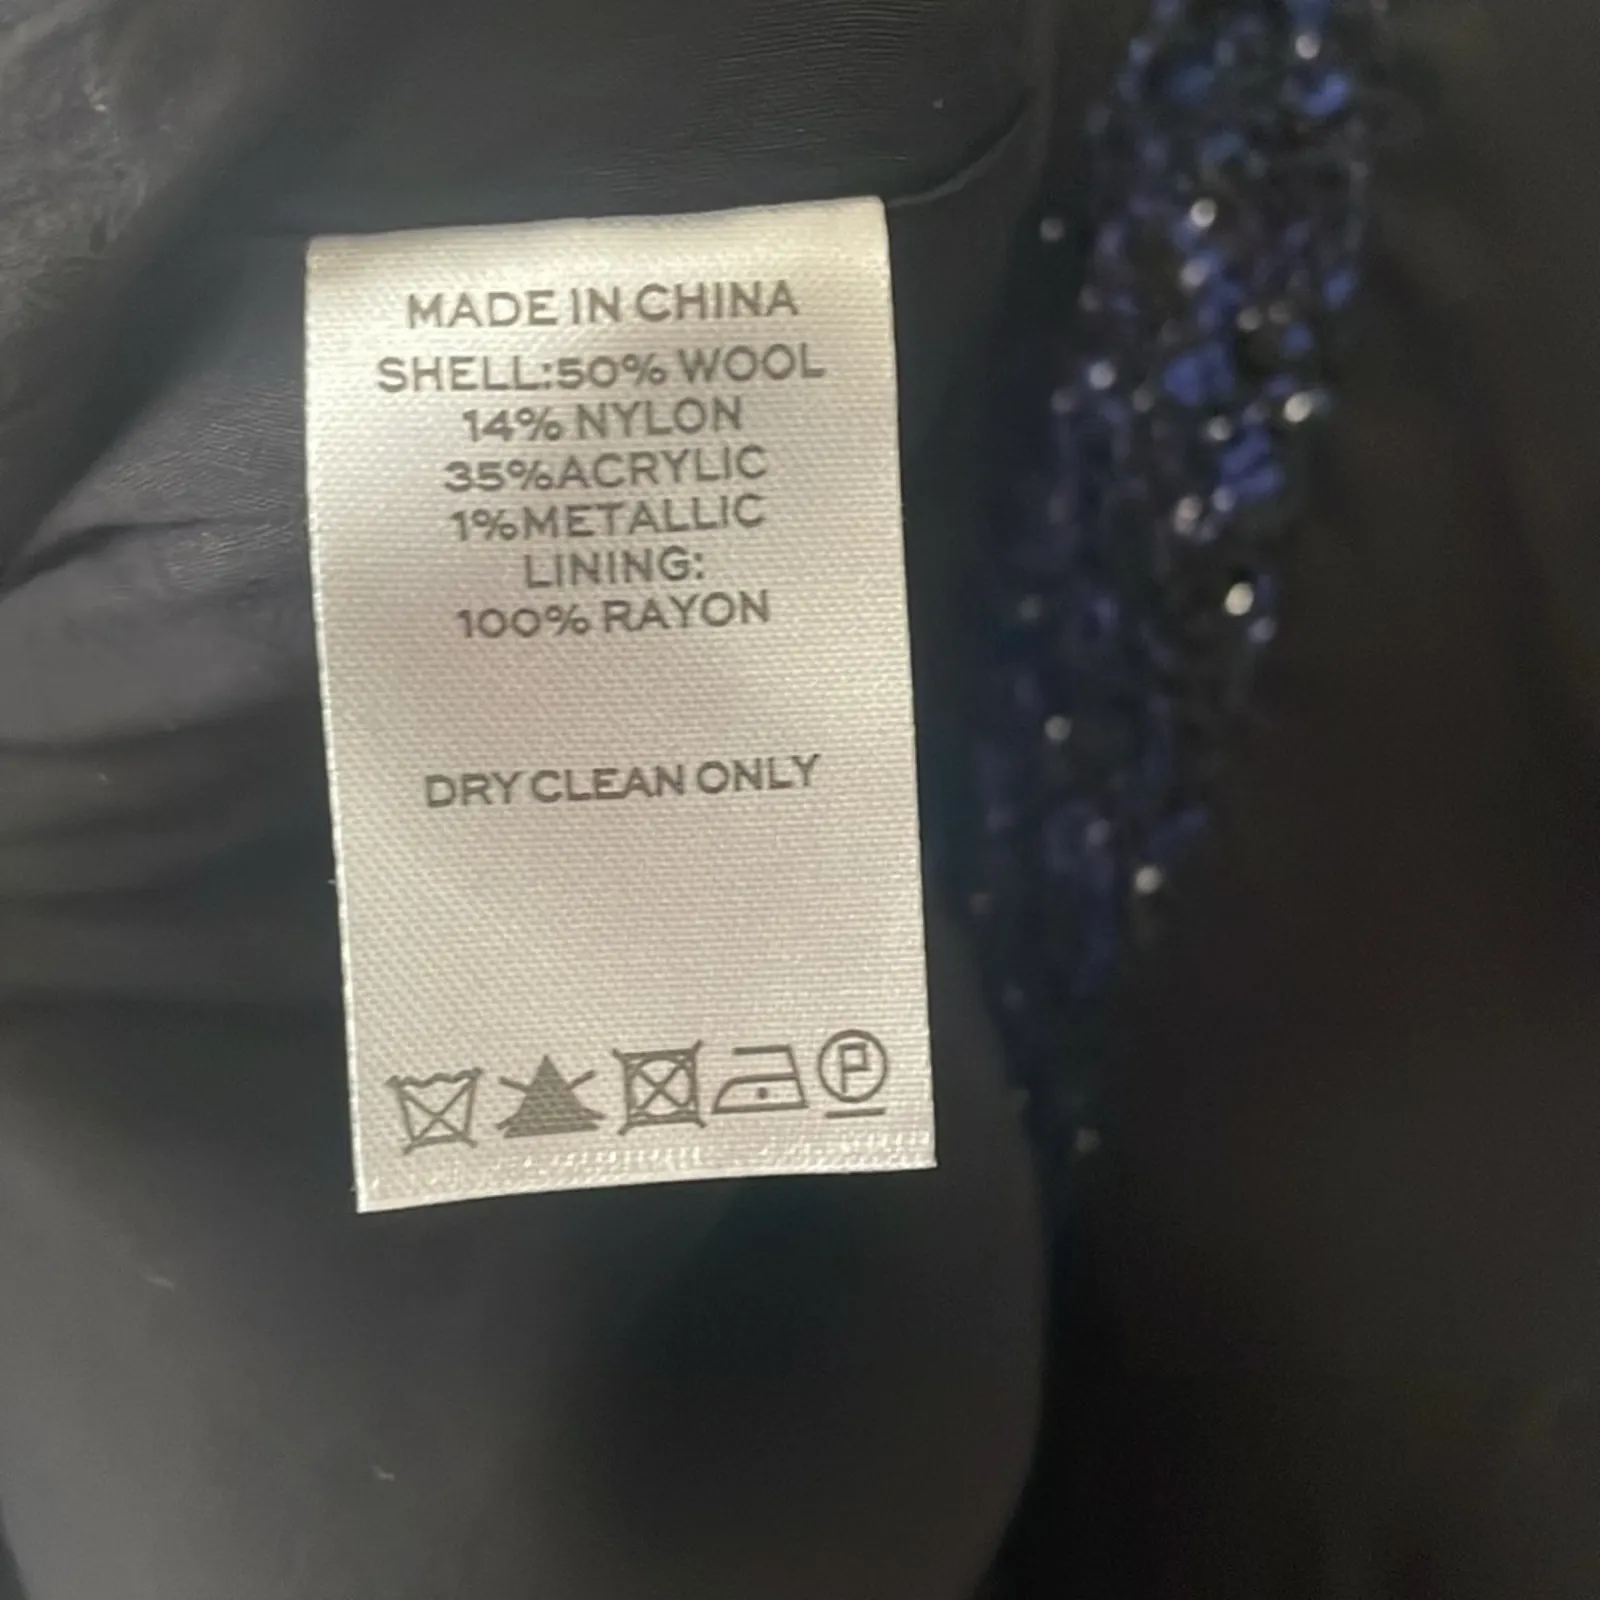 MADE IN CHINA
SHELL:50% WOOL
14% NYLON
35%ACRYLIC
1%METALLIC
LINING:
100% RAYON
DRY CLEAN ONLY
P